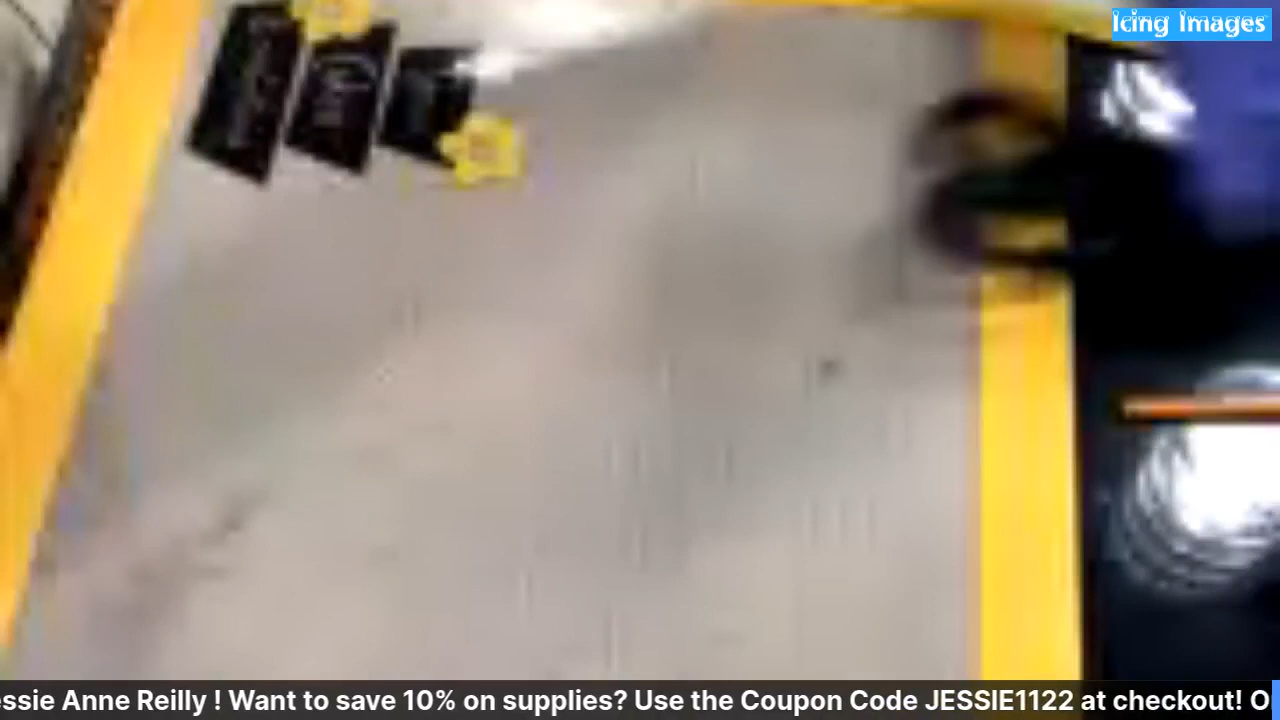 Icing Images
essie Anne Reilly ! Want to save 10% on supplies? Use the Coupon Code JESSIE1122 at checkout! O